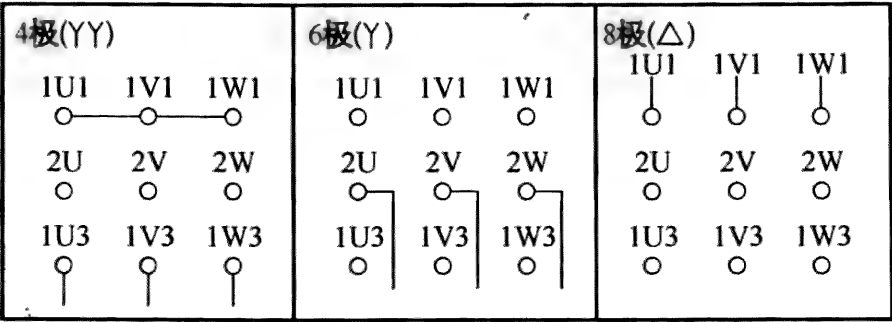 4极(YY)
1U1 1V1 1W1
2U 2V 2W
1U3 1V3 1W3
6极(Y)
1U1 1V1 1W1
2U 2V 2W
1U3 1V3 1W3
8极(△)
1U1 1V1 1W1
2U 2V 2W
1U3 1V3 1W3